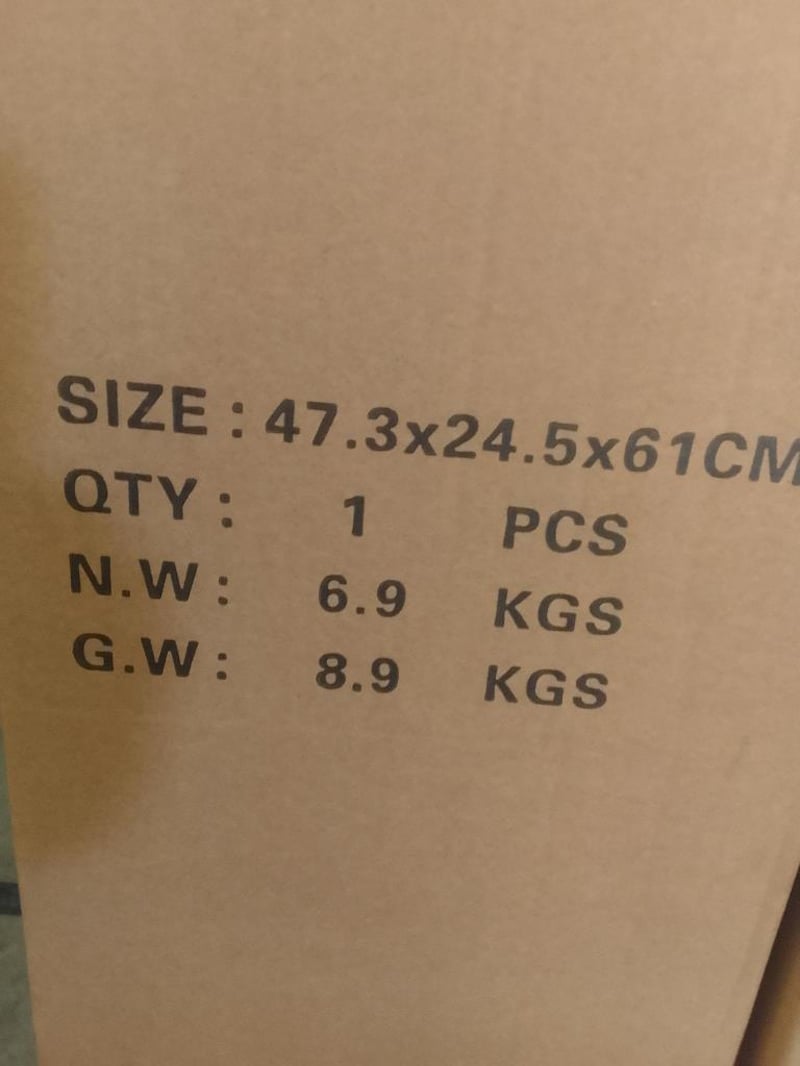 SIZE : 47.3x24.5x61CM
QTY : 1 PCS
N.W : 6.9 KGS
G.W : 8.9 KGS